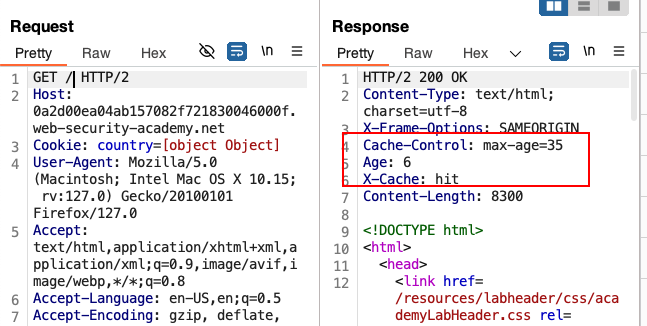 Request
Response
Pretty Raw Hex \n
Pretty Raw Hex \n
1 GET / HTTP/2
2 Host:
0a2d00ea04ab157082f721830046000f.
web-security-academy.net
3 Cookie: country=[object Object]
4 User-Agent: Mozilla/5.0
(Macintosh; Intel Mac OS X 10.15;
rv:127.0) Gecko/20100101
Firefox/127.0
5 Accept:
text/html,application/xhtml+xml,a
pplication/xml;q=0.9,image/avif,i
mage/webp,*/*;q=0.8
6 Accept-Language: en-US,en;q=0.5
7 Accept-Encoding: gzip, deflate,
1 HTTP/2 200 OK
2 Content-Type: text/html;
charset=utf-8
3 X-Frame-Options: SAMEORIGIN
4 Cache-Control: max-age=35
5 Age: 6
6 X-Cache: hit
7 Content-Length: 8300
8
9 <!DOCTYPE html>
10 <html>
11 <head>
12 <link href=
/resources/labheader/css/aca
demyLabHeader.css rel=